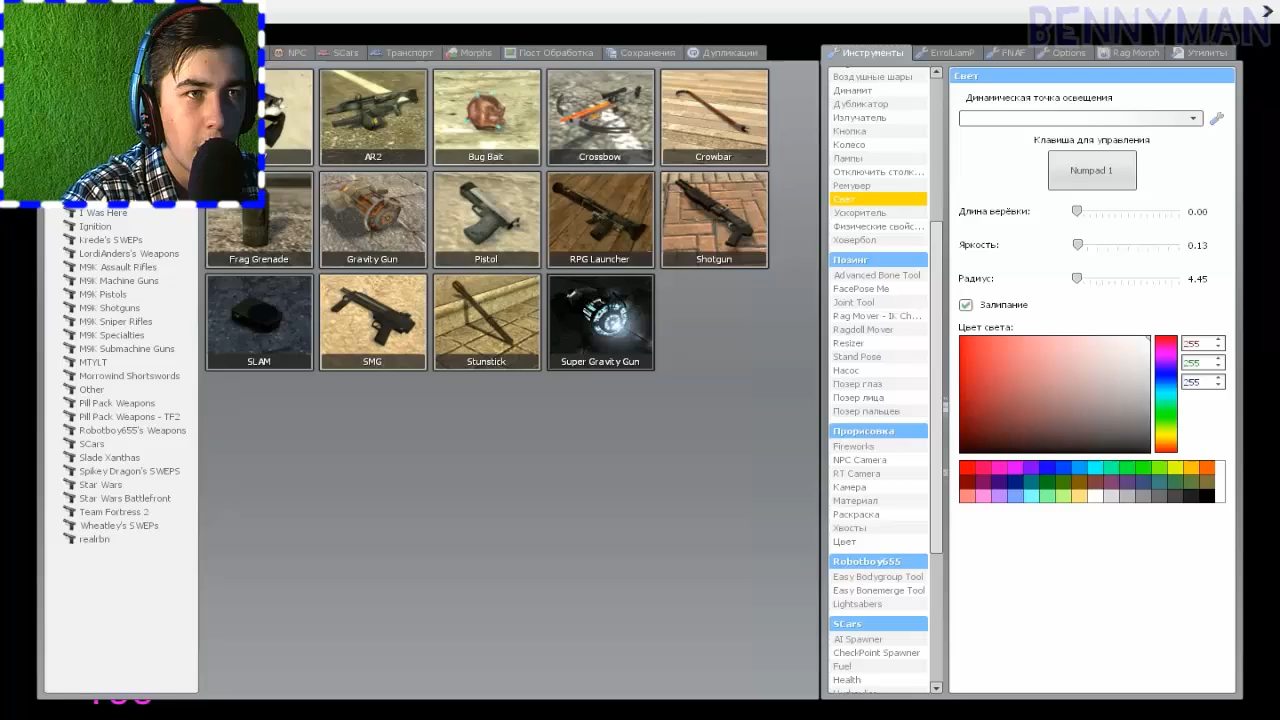 BENNYMAN
NPC
SCars
Транспорт
Morphs
Пост Обработка
Сохранения
Дупликации
AR2
Bug Bait
Crossbow
Crowbar
Frag Grenade
Gravity Gun
Pistol
RPG Launcher
Shotgun
SLAM
SMG
Stunstick
Super Gravity Gun
I Was Here
Ignition
Krede's SWEPs
LordiAnders's Weapons
M9K Assault Rifles
M9K Machine Guns
M9K Pistols
M9K Shotguns
M9K Sniper Rifles
M9K Specialties
M9K Submachine Guns
MTYLT
Morrowind Shortswords
Other
Pill Pack Weapons
Pill Pack Weapons - TF2
Robotboy655's Weapons
SCars
Slade Xanthas
Spikey Dragon's SWEPS
Star Wars
Star Wars Battlefront
Team Fortress 2
Wheatley's SWEPs
realrbn
Инструменты
ErrolLiamP
FNAF
Options
Rag Morph
Утилиты
Воздушные шары
Динамит
Дубликатор
Излучатель
Кнопка
Колесо
Лампы
Отключить столк...
Ремувер
Свет
Ускоритель
Физические свойс...
Ховербол
Позинг
Advanced Bone Tool
FacePose Me
Joint Tool
Rag Mover - IK Ch...
Ragdoll Mover
Resizer
Stand Pose
Насос
Позер глаз
Позер лица
Позер пальцев
Прорисовка
Fireworks
NPC Camera
RT Camera
Камера
Материал
Раскраска
Хвосты
Цвет
Robotboy655
Easy Bodygroup Tool
Easy Bonemerge Tool
Lightsabers
SCars
AI Spawner
CheckPoint Spawner
Fuel
Health
Свет
Динамическая точка освещения
Клавиша для управления
Numpad 1
Длина верёвки: 0.00
Яркость: 0.13
Радиус: 4.45
Залипание
Цвет света:
255
255
255